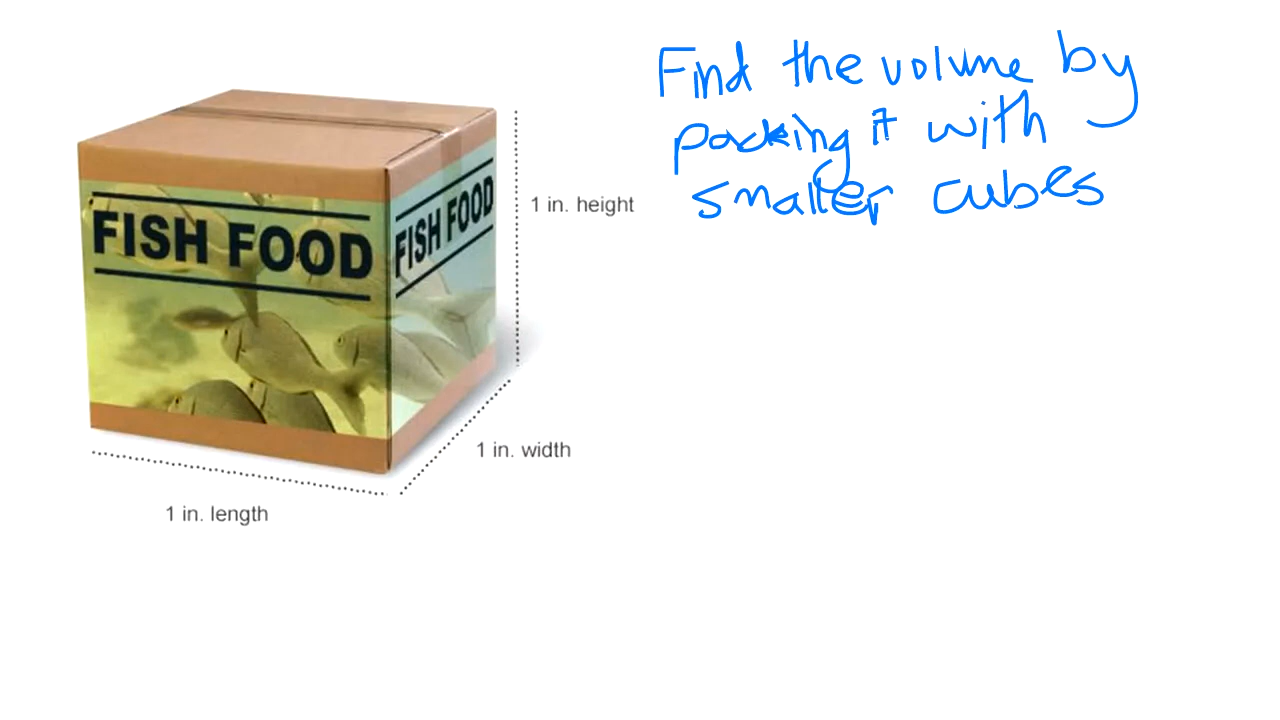 Find the volume by
packing it with
smaller cubes
FISH FOOD
FISH FOOD
1 in. height
1 in. width
1 in. length